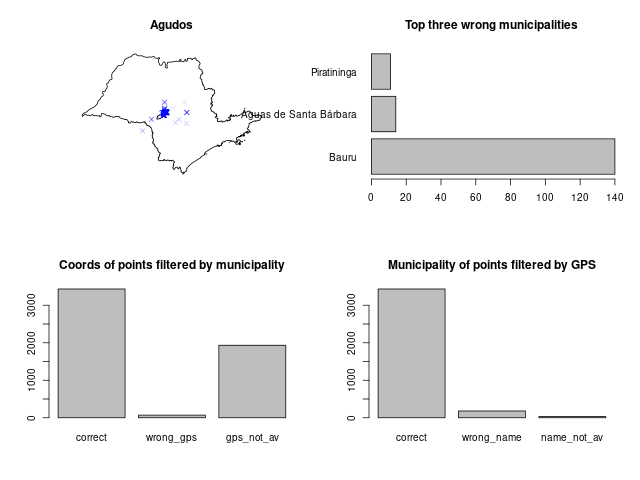 Agudos
Top three wrong municipalities
Piratininga
Águas de Santa Bárbara
Bauru
0 20 40 60 80 100 120 140
Coords of points filtered by municipality
0 1000 2000 3000
correct wrong_gps gps_not_av
Municipality of points filtered by GPS
0 1000 2000 3000
correct wrong_name name_not_av